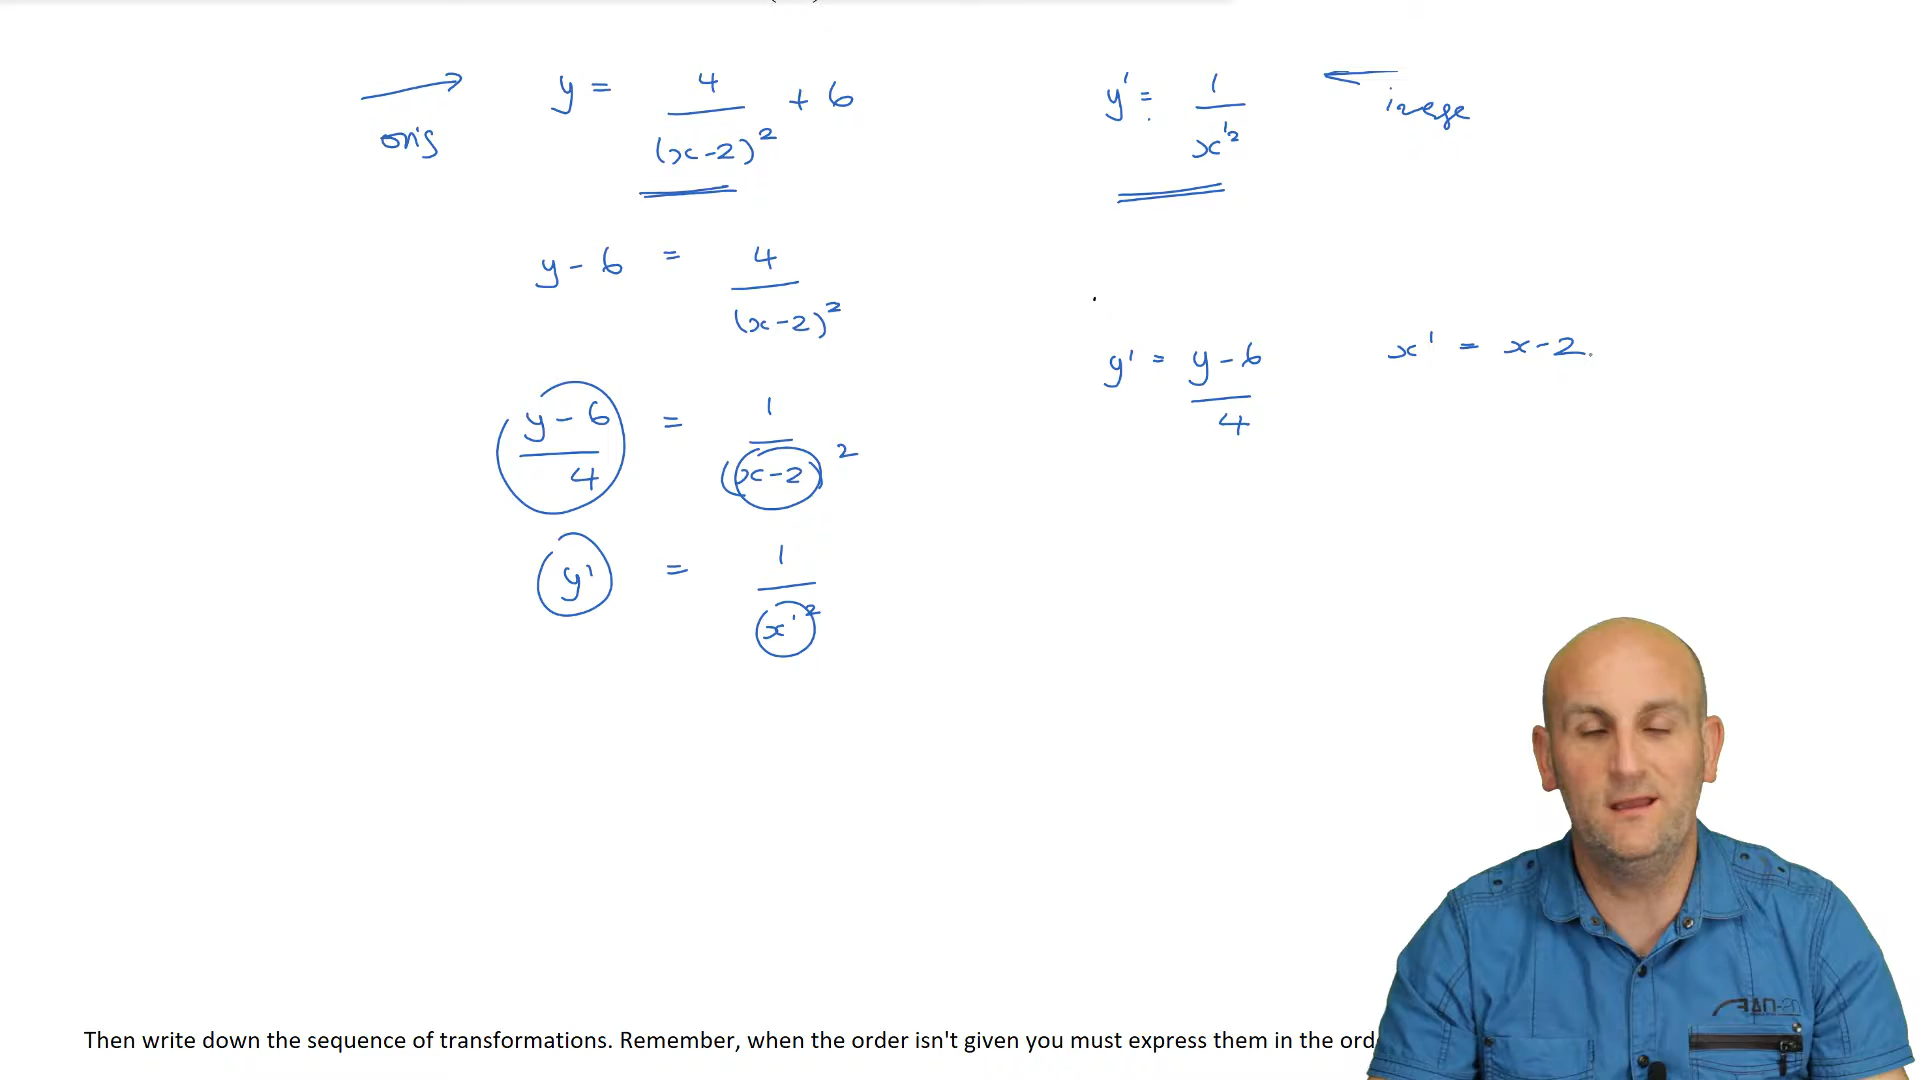 y = 4/(x-2)² + 6
y' = 1/x'²
orig
image
y - 6 = 4/(x-2)²
y' = (y-6)/4
x' = x-2
(y-6)/4 = 1/(x-2)²
y' = 1/x'²
Then write down the sequence of transformations. Remember, when the order isn't given you must express them in the ord